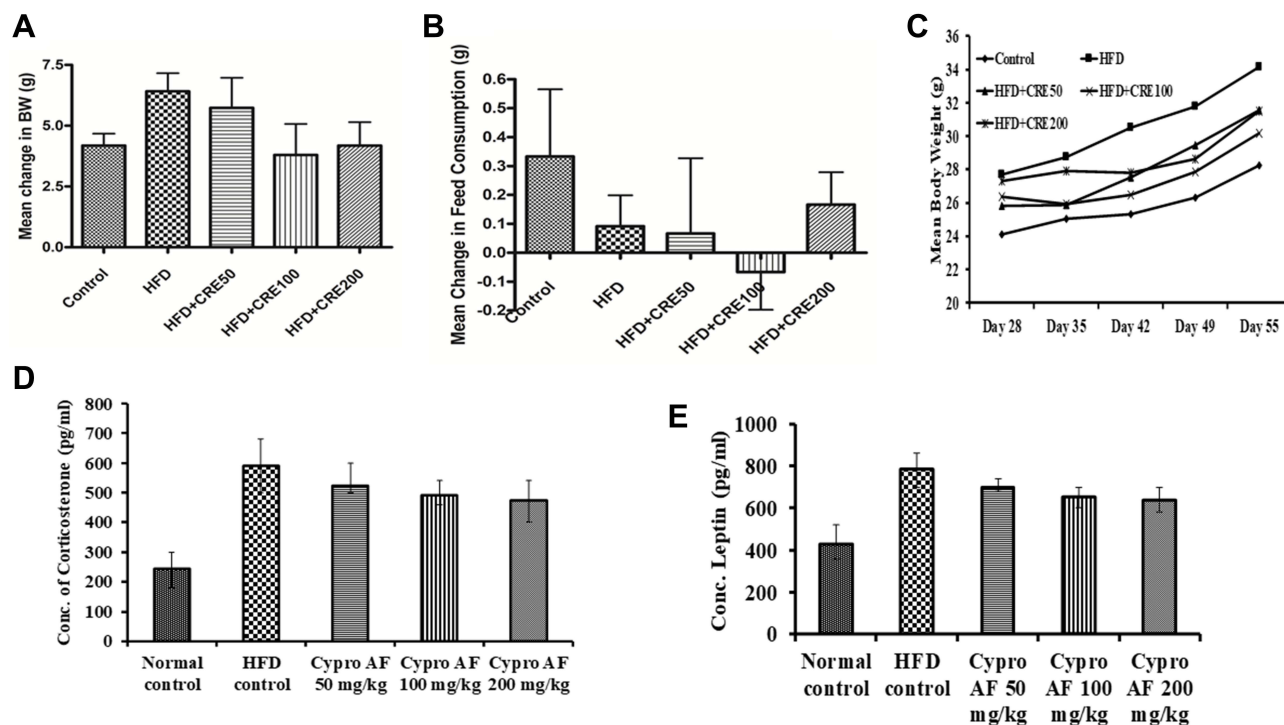 A
Mean change in BW (g)
7.5
5.0
2.5
0.0
Control
HFD
HFD+CRE50
HFD+CRE100
HFD+CRE200
B
Mean Change in Feed Consumption (g)
0.6
0.5
0.4
0.3
0.2
0.1
0.0
-0.1
-0.2
Control
HFD
HFD+CRE50
HFD+CRE100
HFD+CRE200
C
Mean Body Weight (g)
36
34
32
30
28
26
24
22
20
Control
HFD
HFD+CRE50
HFD+CRE100
HFD+CRE200
Day 28
Day 35
Day 42
Day 49
Day 55
D
Conc. of Corticosterone (pg/ml)
800
700
600
500
400
300
200
100
0
Normal
control
HFD
control
Cypro AF
50 mg/kg
Cypro AF
100 mg/kg
Cypro AF
200 mg/kg
E
Conc. Leptin (pg/ml)
1000
800
600
400
200
0
Normal
control
HFD
control
Cypro
AF 50
mg/kg
Cypro
AF 100
mg/kg
Cypro
AF 200
mg/kg